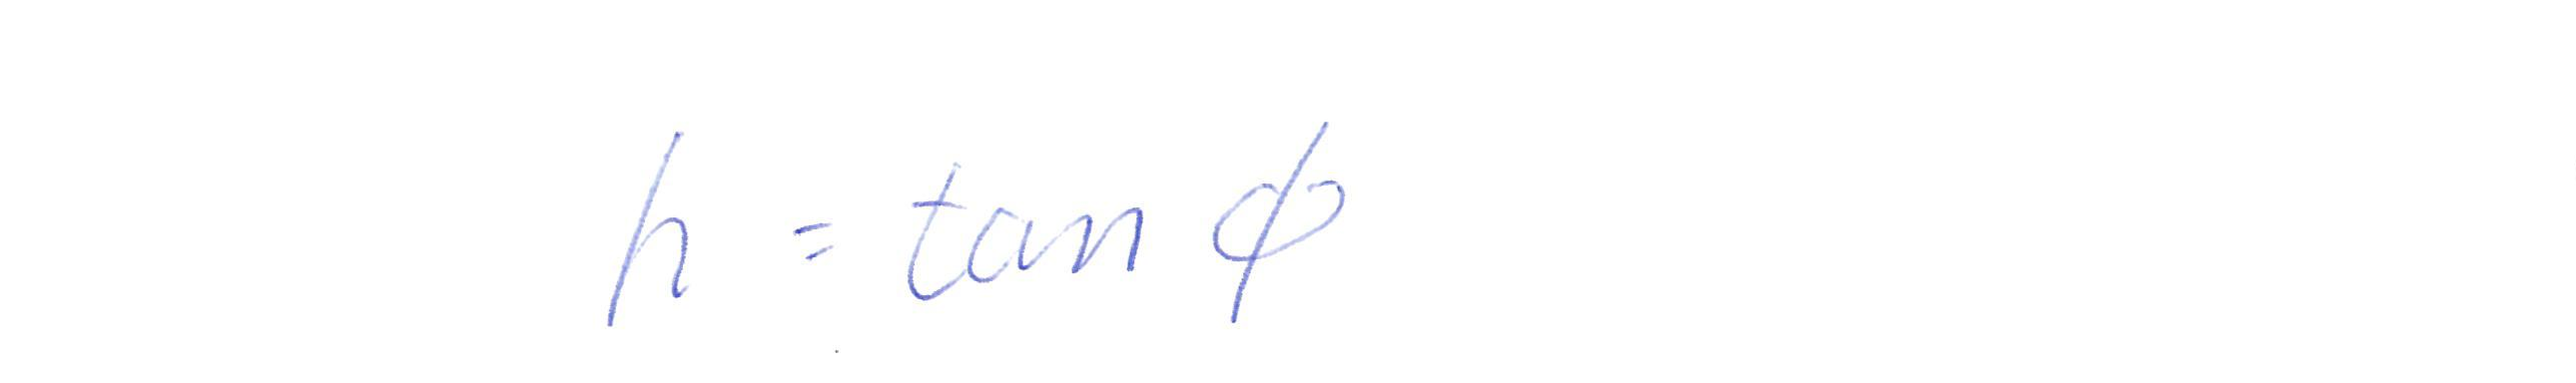 h = tan ϕ